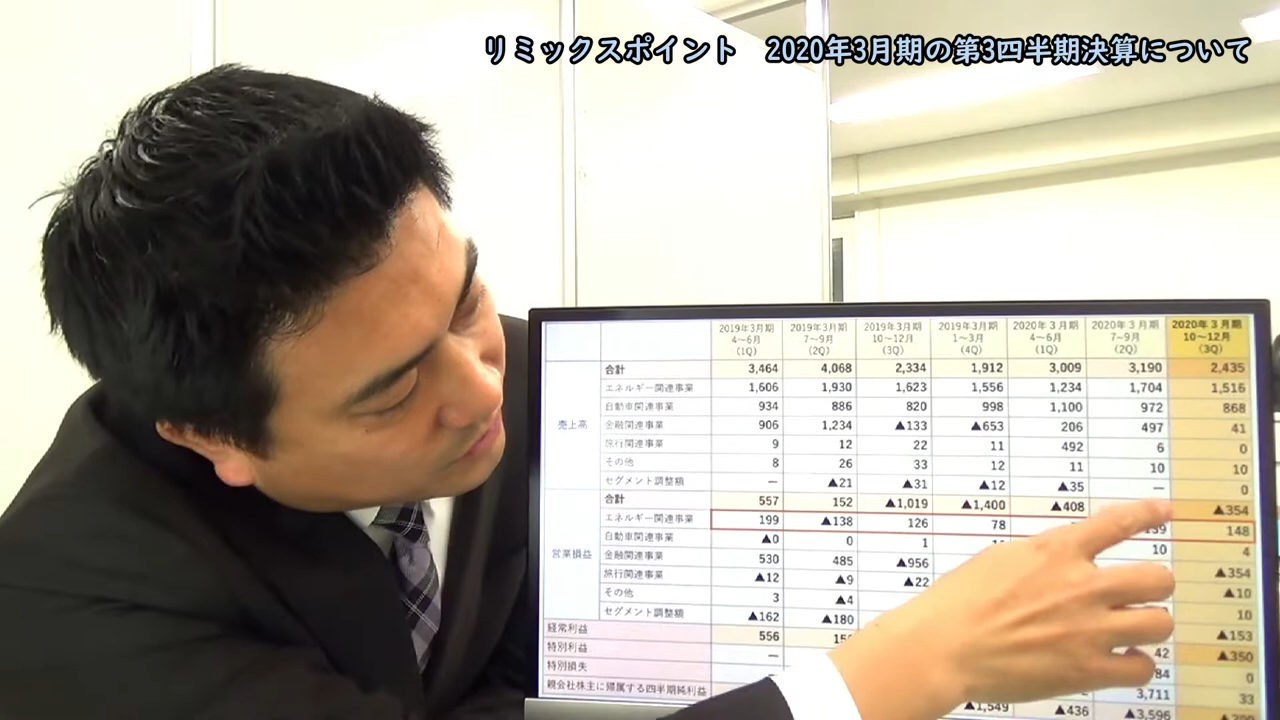 リミックスポイント 2020年3月期の第3四半期決算について
2019年3月期 2019年3月期 2019年3月期 2019年3月期 2020年3月期 2020年3月期 2020年3月期
4～6月 7～9月 10～12月 1～3月 4～6月 7～9月 10～12月
(1Q) (2Q) (3Q) (4Q) (1Q) (2Q) (3Q)
売上高
合計 3,464 4,068 2,334 1,912 3,009 3,190 2,435
エネルギー関連事業 1,606 1,930 1,623 1,556 1,234 1,704 1,516
自動車関連事業 934 886 820 998 1,100 972 868
金融関連事業 906 1,234 ▲133 ▲653 206 497 41
旅行関連事業 9 12 22 11 492 6 0
その他 8 26 33 12 11 10 10
セグメント調整額 — ▲21 ▲31 ▲12 ▲35 — 0
営業損益
合計 557 152 ▲1,019 ▲1,400 ▲408 ▲354
エネルギー関連事業 199 ▲138 126 78 148
自動車関連事業 ▲0 0 1 10 4
金融関連事業 530 485 ▲956 ▲354
旅行関連事業 ▲12 ▲9 ▲22 ▲10
その他 3 ▲4 10
セグメント調整額 ▲162 ▲180 ▲153
経常利益 556 42 ▲350
特別利益 — 0
特別損失 3,711 33
親会社株主に帰属する四半期純利益 ▲1,549 ▲436 ▲3,596